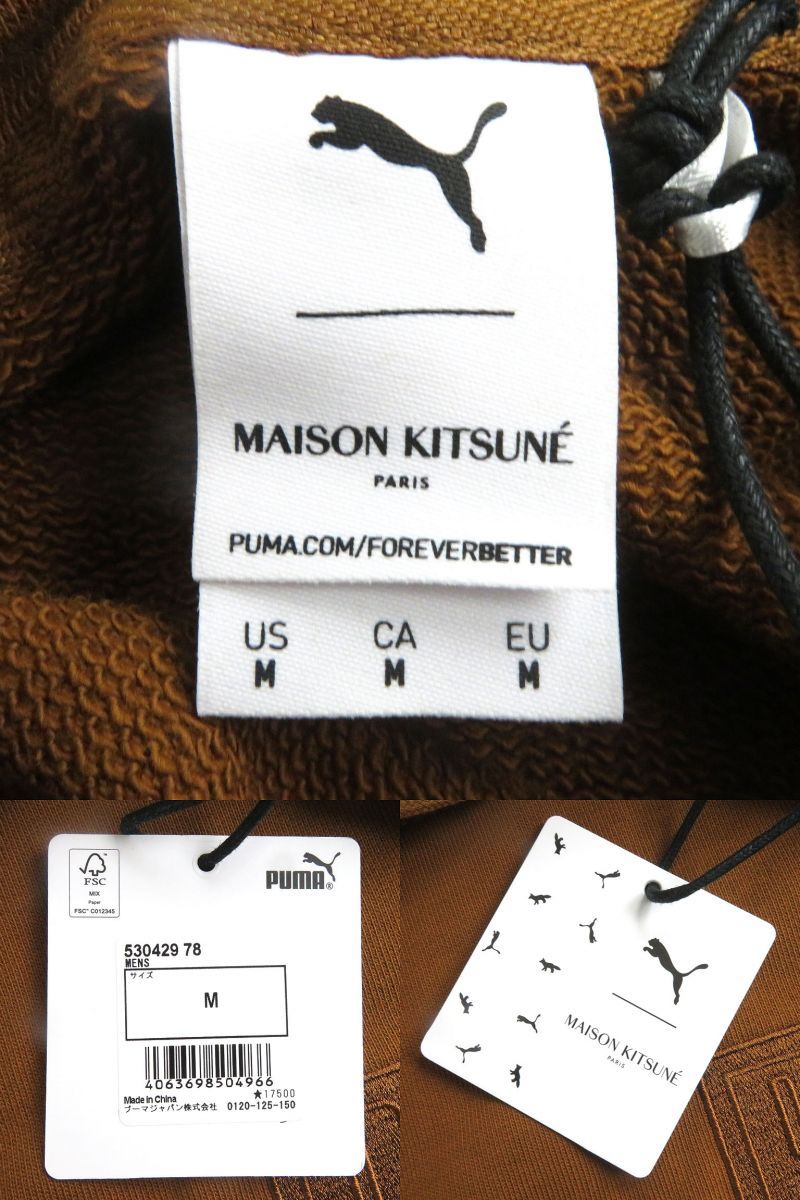 MAISON KITSUNÉ
PARIS
PUMA.COM/FOREVERBETTER
US CA EU
M M M
FSC
MIX
Paper
FSC™ C012345
PUMA®
530429 78
MENS
サイズ
M
4063698504966
★17500
Made in China
プーマジャパン株式会社 0120-125-150
MAISON KITSUNÉ
PARIS